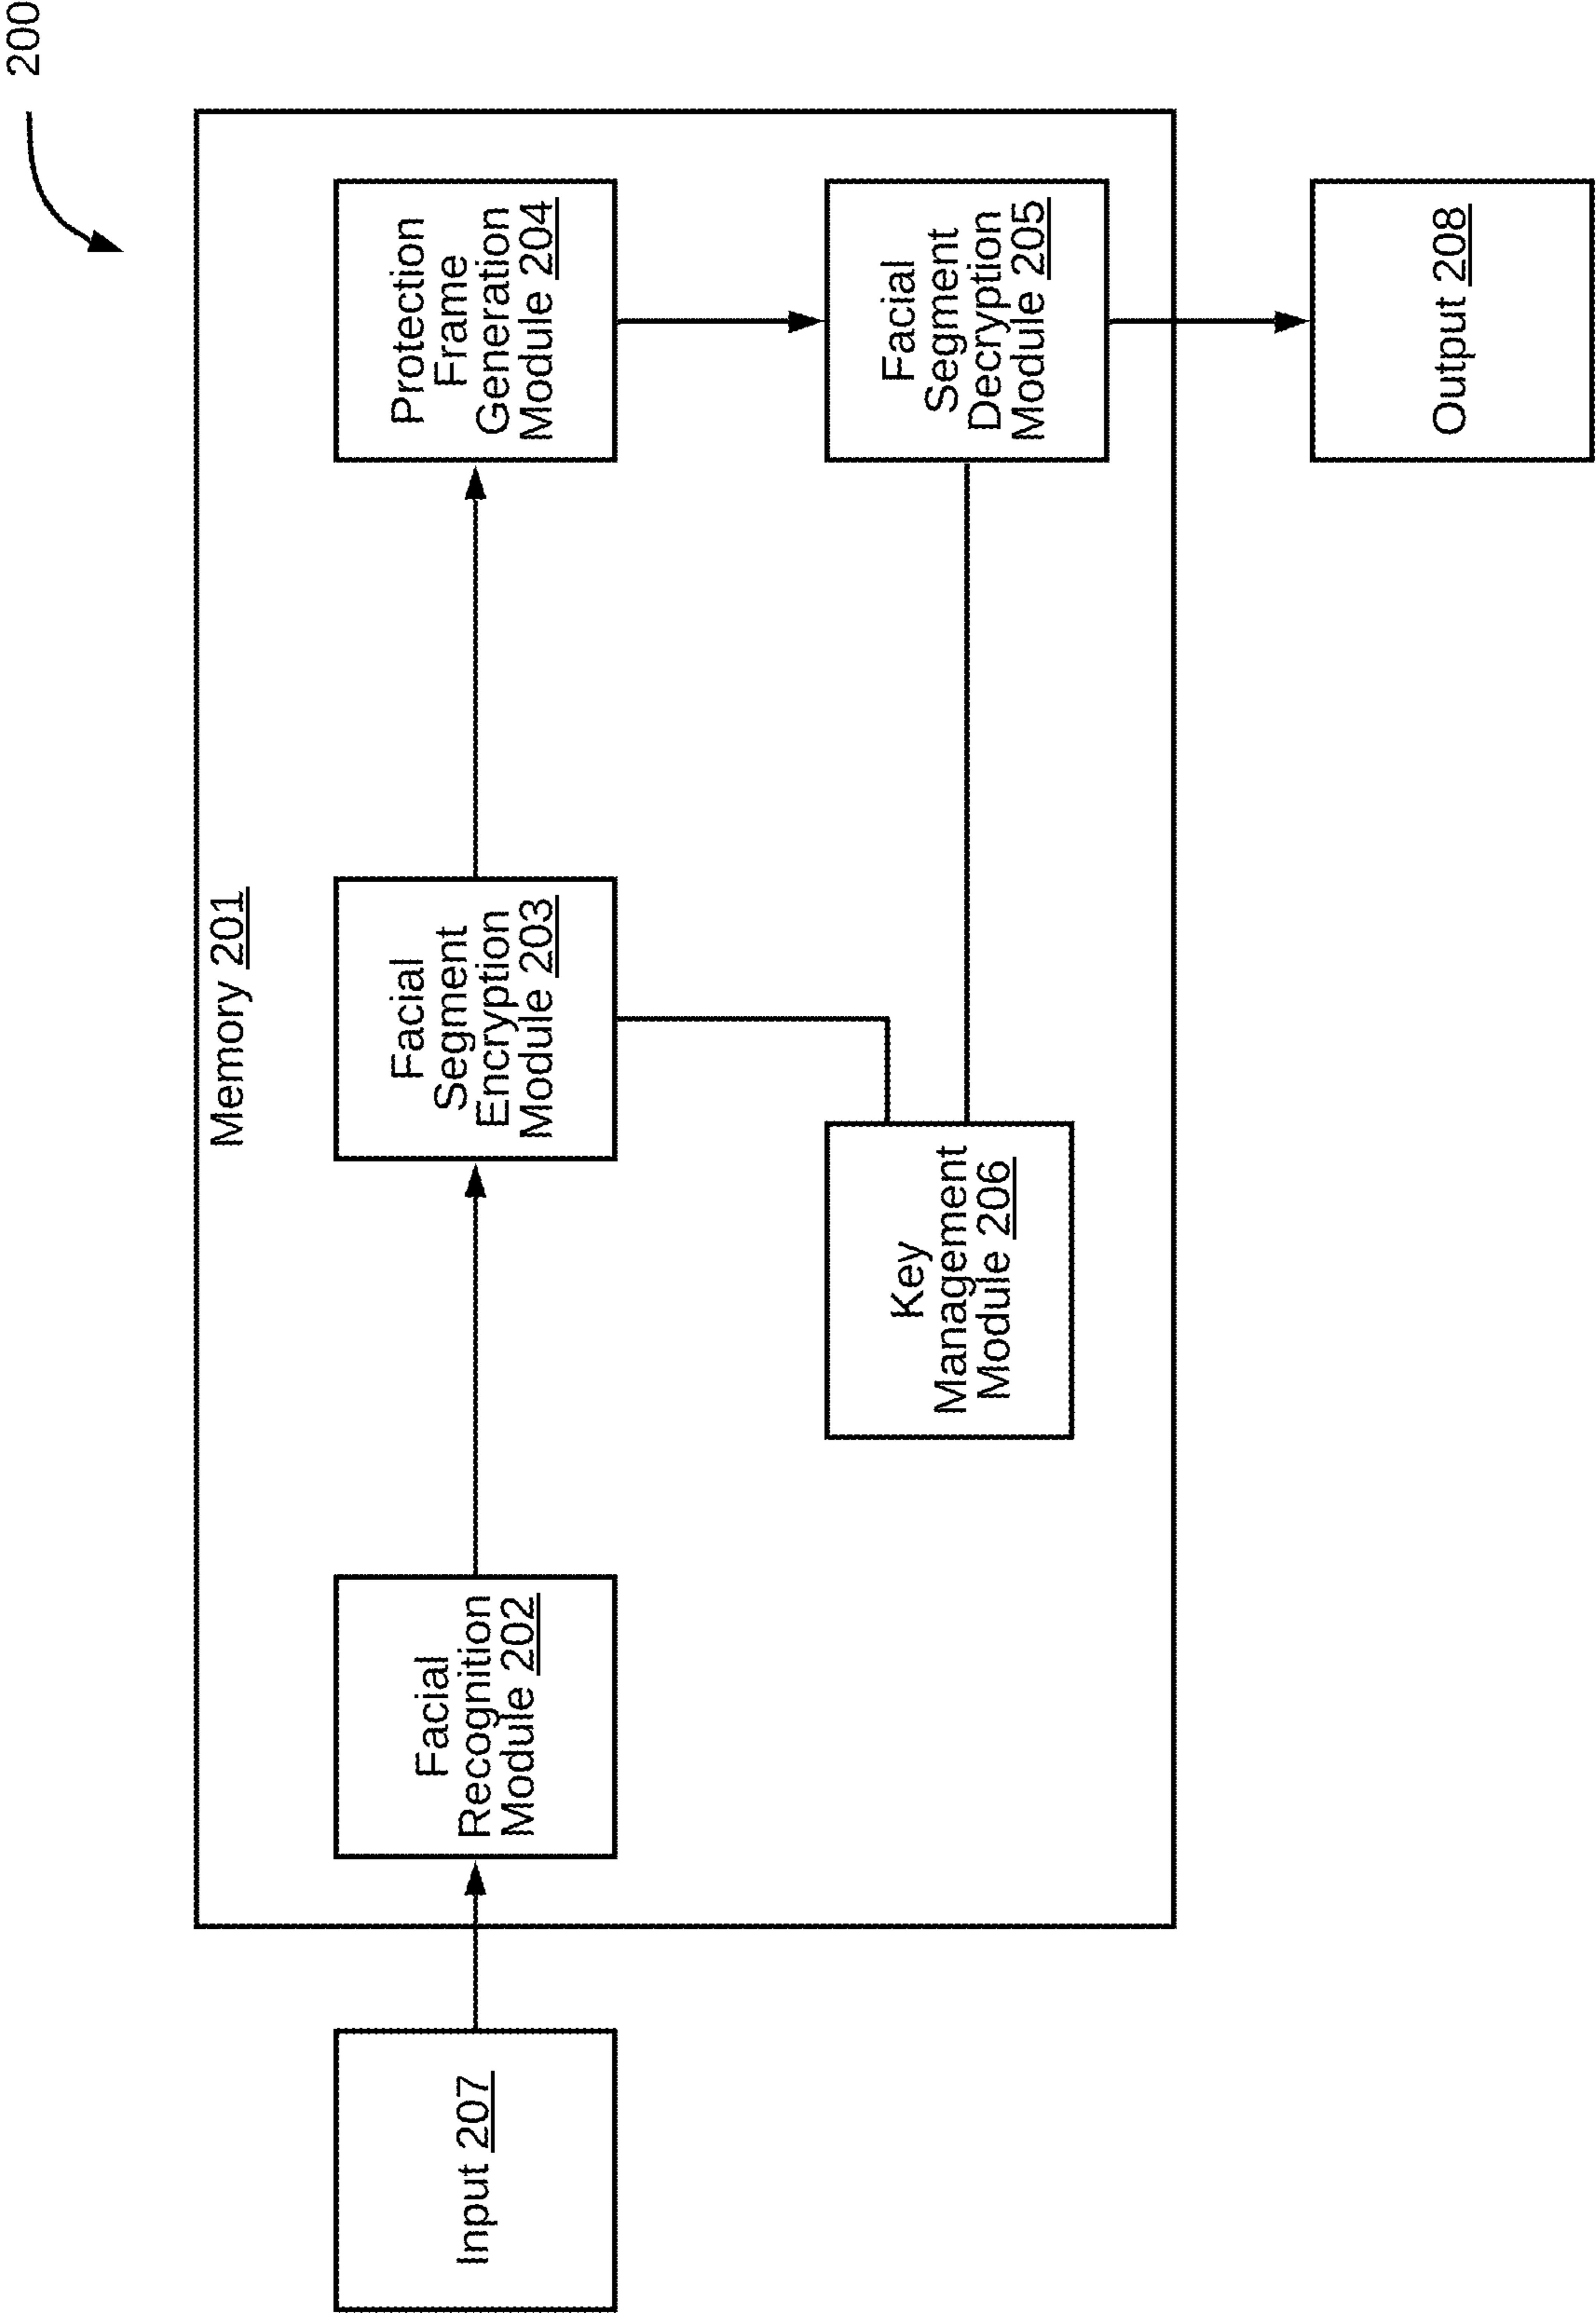 200
Memory 201
Input 207
Facial
Recognition
Module 202
Facial
Segment
Encryption
Module 203
Protection
Frame
Generation
Module 204
Key
Management
Module 206
Facial
Segment
Decryption
Module 205
Output 208